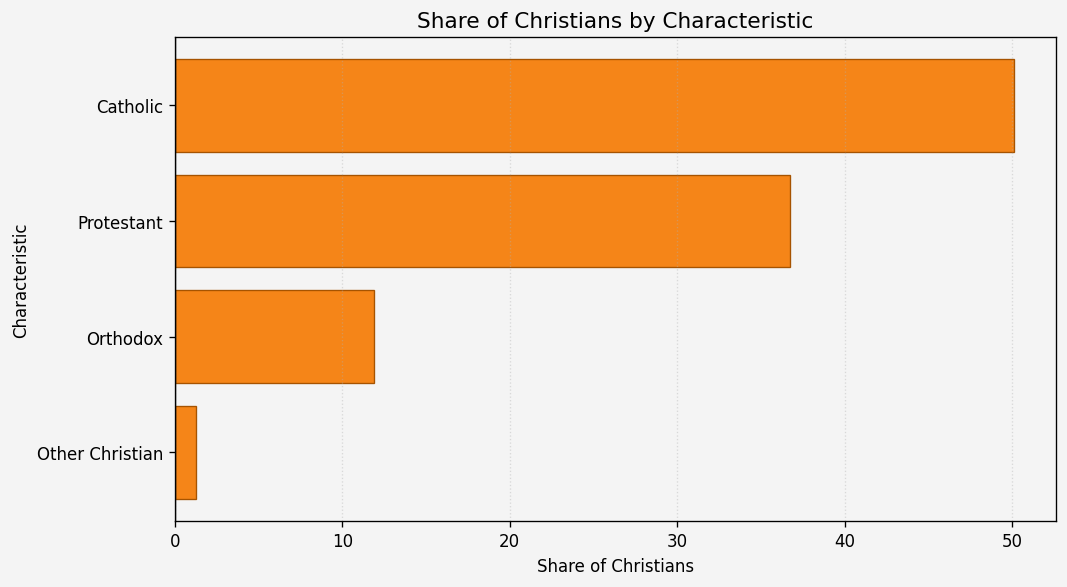 Share of Christians by Characteristic
Characteristic
Catholic
Protestant
Orthodox
Other Christian
0 10 20 30 40 50
Share of Christians